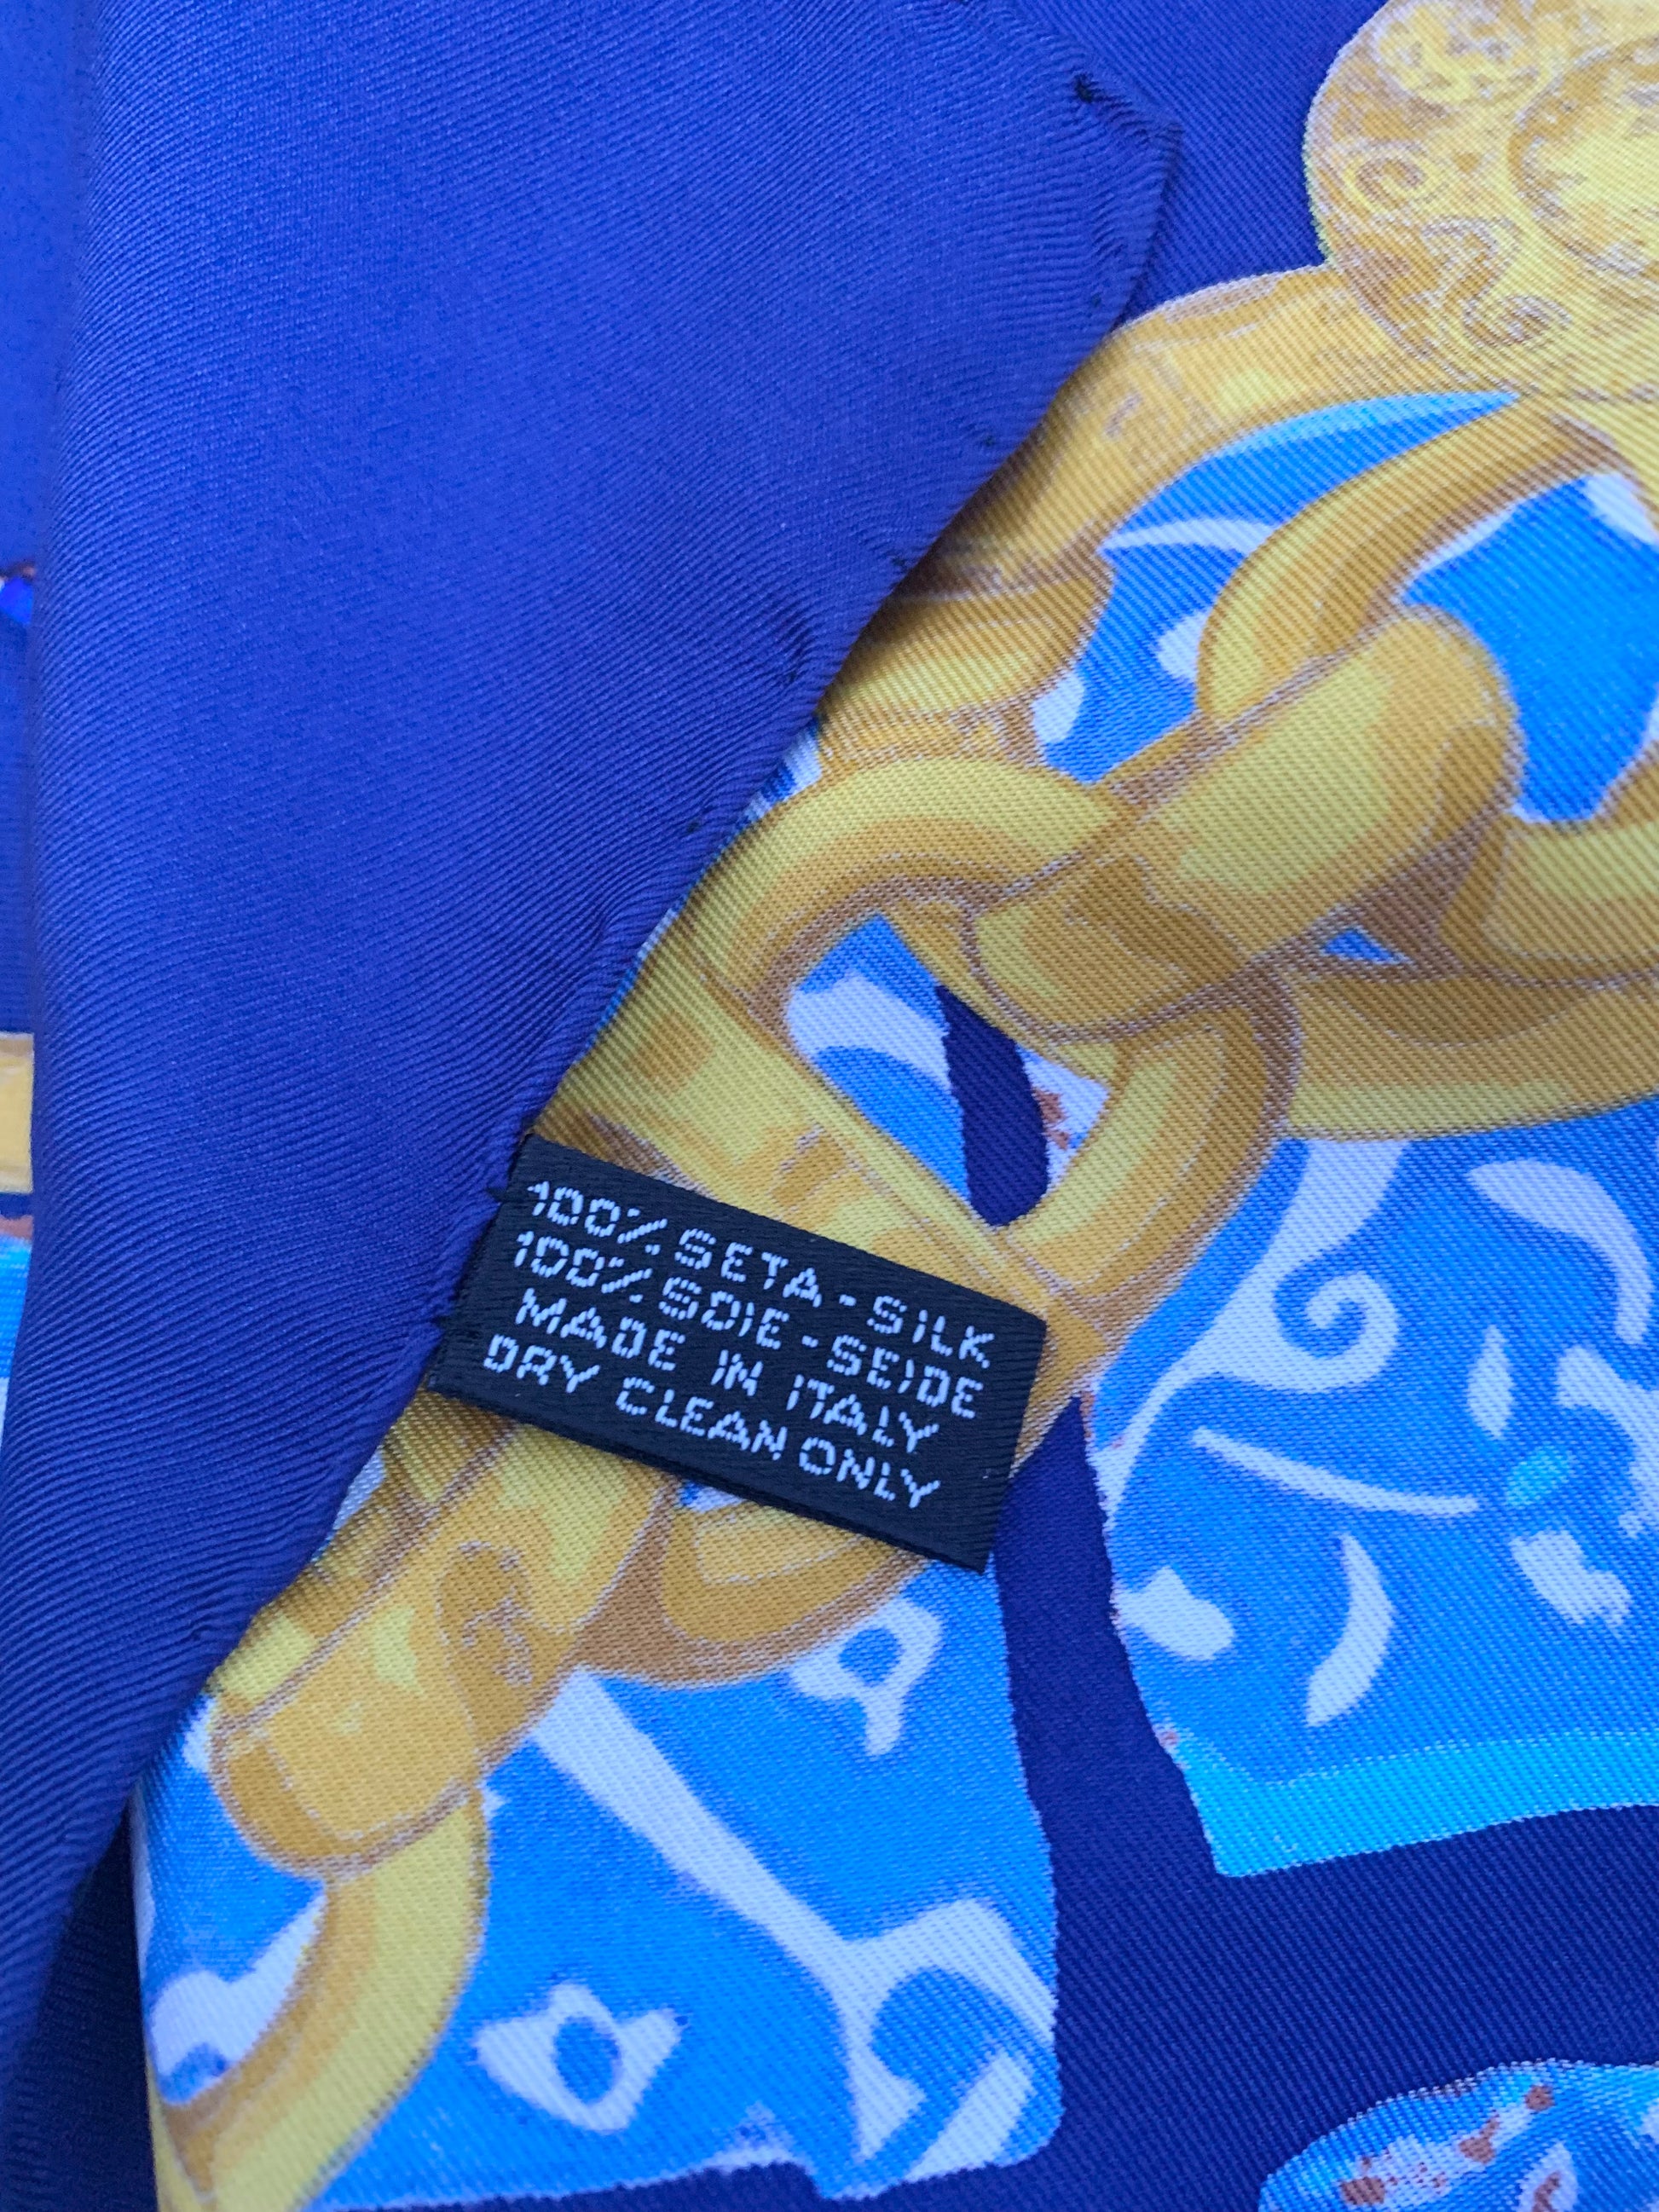 100% SETA - SILK
100% SOIE - SEIDE
MADE IN ITALY
DRY CLEAN ONLY